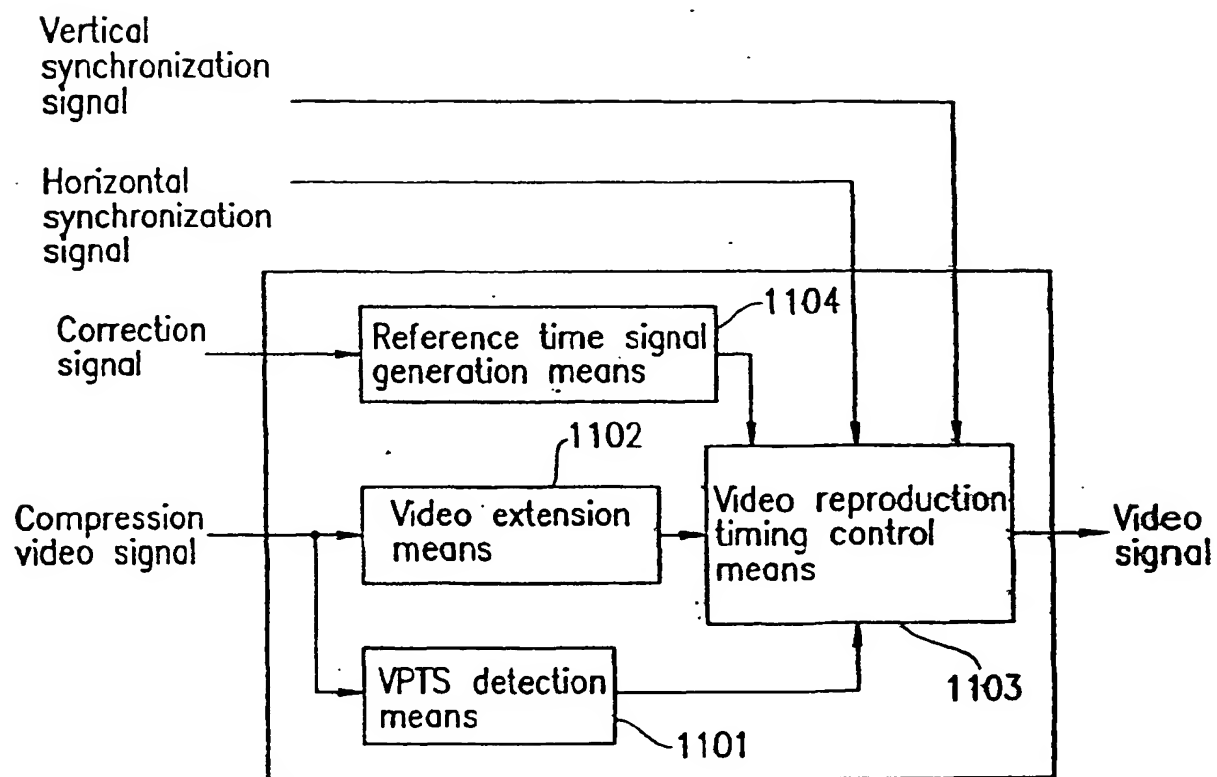 Vertical
synchronization
signal
Horizontal
synchronization
signal
1104
Correction
signal
Reference time signal
generation means
1102
Compression
video signal
Video extension
means
Video reproduction
timing control
means
Video
signal
VPTS detection
means
1103
1101